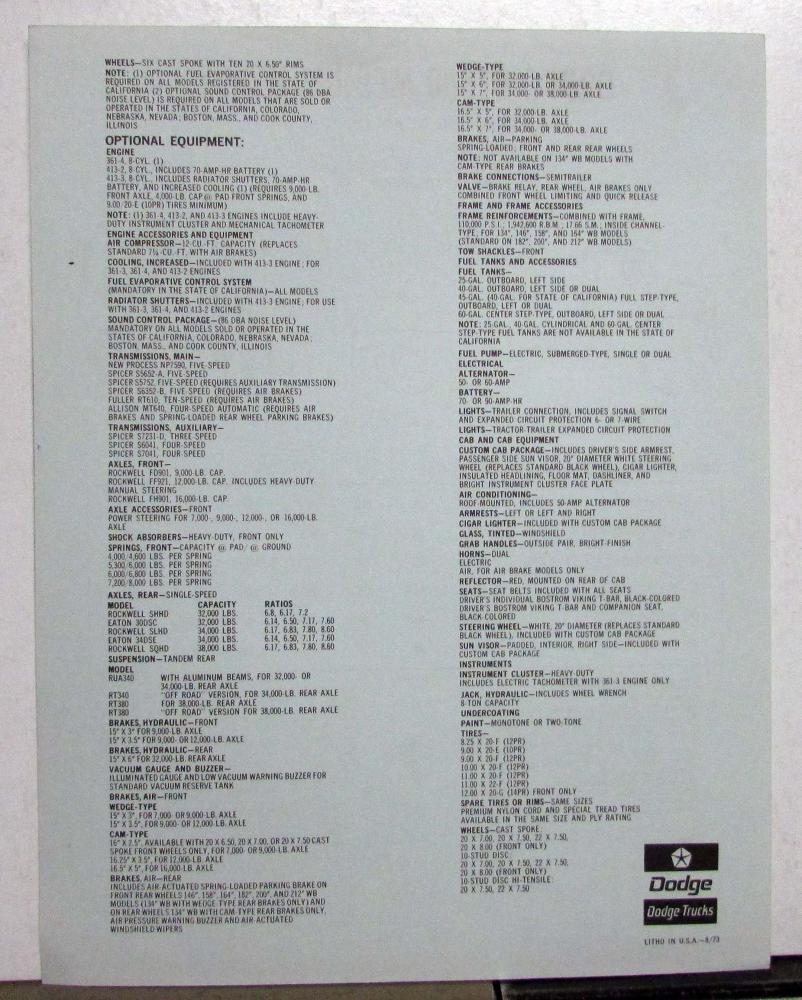 WHEELS—SIX CAST SPOKE WITH TEN 20 X 6.50" RIMS
NOTE: (1) OPTIONAL FUEL EVAPORATIVE CONTROL SYSTEM IS
REQUIRED ON ALL MODELS REGISTERED IN THE STATE OF
CALIFORNIA (2) OPTIONAL SOUND CONTROL PACKAGE (86 DBA
NOISE LEVEL) IS REQUIRED ON ALL MODELS THAT ARE SOLD OR
OPERATED IN THE STATES OF CALIFORNIA, COLORADO,
NEBRASKA, NEVADA; BOSTON, MASS., AND COOK COUNTY,
ILLINOIS
OPTIONAL EQUIPMENT:
ENGINE
361-4, 8-CYL. (1)
413-2, 8-CYL., INCLUDES 70-AMP-HR BATTERY (1)
413-3, 8-CYL., INCLUDES RADIATOR SHUTTERS, 70-AMP-HR
BATTERY, AND INCREASED COOLING (1) (REQUIRES 9,000-LB.
FRONT AXLE, 4,000-LB. CAP.@ PAD FRONT SPRINGS, AND
9.00/20-E (10PR) TIRES MINIMUM)
NOTE: (1) 361-4, 413-2, AND 413-3 ENGINES INCLUDE HEAVY-
DUTY INSTRUMENT CLUSTER AND MECHANICAL TACHOMETER
ENGINE ACCESSORIES AND EQUIPMENT
AIR COMPRESSOR—12-CU.-FT. CAPACITY (REPLACES
STANDARD 7¼-CU.-FT. WITH AIR BRAKES)
COOLING, INCREASED—INCLUDED WITH 413-3 ENGINE; FOR
361-3, 361-4, AND 413-2 ENGINES
FUEL EVAPORATIVE CONTROL SYSTEM
(MANDATORY IN THE STATE OF CALIFORNIA)—ALL MODELS
RADIATOR SHUTTERS—INCLUDED WITH 413-3 ENGINE; FOR USE
WITH 361-3, 361-4, AND 413-2 ENGINES
SOUND CONTROL PACKAGE—(86 DBA NOISE LEVEL)
MANDATORY ON ALL MODELS SOLD OR OPERATED IN THE
STATES OF CALIFORNIA, COLORADO, NEBRASKA, NEVADA;
BOSTON, MASS., AND COOK COUNTY, ILLINOIS
TRANSMISSIONS, MAIN—
NEW PROCESS NP7590, FIVE-SPEED
SPICER S5652-A, FIVE-SPEED
SPICER S5752, FIVE-SPEED (REQUIRES AUXILIARY TRANSMISSION)
SPICER S6352-B, FIVE SPEED (REQUIRES AIR BRAKES)
FULLER RT610, TEN-SPEED (REQUIRES AIR BRAKES)
ALLISON MT640, FOUR-SPEED AUTOMATIC (REQUIRES AIR
BRAKES AND SPRING-LOADED REAR WHEEL PARKING BRAKES)
TRANSMISSIONS, AUXILIARY—
SPICER S7231-D, THREE-SPEED
SPICER S6041, FOUR-SPEED
SPICER S7041, FOUR-SPEED
AXLES, FRONT—
ROCKWELL FD901, 9,000-LB. CAP.
ROCKWELL FF921, 12,000-LB. CAP. INCLUDES HEAVY-DUTY
MANUAL STEERING
ROCKWELL FH901, 16,000-LB. CAP.
AXLE ACCESSORIES—FRONT
POWER STEERING FOR 7,000-, 9,000-, 12,000-, OR 16,000-LB.
AXLE
SHOCK ABSORBERS—HEAVY-DUTY, FRONT ONLY
SPRINGS, FRONT—CAPACITY @ PAD/ @ GROUND
4,000/4,600 LBS. PER SPRING
5,300/6,000 LBS. PER SPRING
6,000/6,800 LBS. PER SPRING
7,200/8,000 LBS. PER SPRING
AXLES, REAR—SINGLE-SPEED
MODEL CAPACITY RATIOS
ROCKWELL SHHD 32,000 LBS. 6.8, 6.17, 7.2
EATON 30DSC 32,000 LBS. 6.14, 6.50, 7.17, 7.60
ROCKWELL SLHD 34,000 LBS. 6.17, 6.83, 7.80, 8.60
EATON 34DSE 34,000 LBS. 6.14, 6.50, 7.17, 7.60
ROCKWELL SQHD 38,000 LBS. 6.17, 6.83, 7.80, 8.60
SUSPENSION—TANDEM REAR
MODEL
RUA340 WITH ALUMINUM BEAMS, FOR 32,000- OR
34,000-LB. REAR AXLE
RT340 "OFF ROAD" VERSION, FOR 34,000-LB. REAR AXLE
RT380 FOR 38,000-LB. REAR AXLE
RT380 "OFF ROAD" VERSION FOR 38,000-LB. REAR AXLE
BRAKES, HYDRAULIC—FRONT
15" X 3" FOR 9,000-LB. AXLE
15" X 3.5" FOR 9,000- OR 12,000-LB. AXLE
BRAKES, HYDRAULIC—REAR
15" X 6" FOR 32,000-LB. REAR AXLE
VACUUM GAUGE AND BUZZER—
ILLUMINATED GAUGE AND LOW VACUUM WARNING BUZZER FOR
STANDARD VACUUM RESERVE TANK
BRAKES, AIR—FRONT
WEDGE-TYPE
15" X 3", FOR 7,000- OR 9,000-LB. AXLE
15" X 3.5", FOR 9,000- OR 12,000-LB. AXLE
CAM-TYPE
16" X 2.5", AVAILABLE WITH 20 X 6.50, 20 X 7.00, OR 20 X 7.50 CAST
SPOKE FRONT WHEELS ONLY, FOR 7,000- OR 9,000-LB. AXLE
16.25" X 3.5", FOR 12,000-LB. AXLE
16.5" X 5", FOR 16,000-LB. AXLE
BRAKES, AIR—REAR
INCLUDES AIR-ACTUATED SPRING-LOADED PARKING BRAKE ON
FRONT REAR WHEELS 146", 158", 164", 182", 200", AND 212" WB
MODELS (134" WB WITH WEDGE-TYPE REAR BRAKES ONLY) AND
ON REAR WHEELS 134" WB WITH CAM-TYPE REAR BRAKES ONLY,
AIR PRESSURE WARNING BUZZER AND AIR-ACTUATED
WINDSHIELD WIPERS
WEDGE-TYPE
15" X 5", FOR 32,000-LB. AXLE
15" X 6", FOR 32,000-LB. OR 34,000-LB. AXLE
15" X 7", FOR 34,000- OR 38,000-LB. AXLE
CAM-TYPE
16.5" X 5", FOR 32,000-LB. AXLE
16.5" X 6", FOR 34,000-LB. AXLE
16.5" X 7", FOR 34,000- OR 38,000-LB. AXLE
BRAKES, AIR—PARKING
SPRING-LOADED; FRONT AND REAR REAR WHEELS
NOTE: NOT AVAILABLE ON 134" WB MODELS WITH
CAM-TYPE REAR BRAKES
BRAKE CONNECTIONS—SEMITRAILER
VALVE—BRAKE RELAY, REAR WHEEL, AIR BRAKES ONLY
COMBINED FRONT WHEEL LIMITING AND QUICK RELEASE
FRAME AND FRAME ACCESSORIES
FRAME REINFORCEMENTS—COMBINED WITH FRAME,
110,000 P.S.I.; 1,942,600 R.B.M.; 17.66 S.M.; INSIDE CHANNEL-
TYPE, FOR 134", 146", 158", AND 164" WB MODELS
(STANDARD ON 182", 200", AND 212" WB MODELS)
TOW SHACKLES—FRONT
FUEL TANKS AND ACCESSORIES
FUEL TANKS—
25-GAL. OUTBOARD, LEFT SIDE
40-GAL. OUTBOARD, LEFT SIDE OR DUAL
45-GAL. (40-GAL. FOR STATE OF CALIFORNIA) FULL STEP-TYPE,
OUTBOARD, LEFT OR DUAL
60-GAL. CENTER STEP-TYPE, OUTBOARD, LEFT SIDE OR DUAL
NOTE: 25-GAL., 40-GAL. CYLINDRICAL AND 60-GAL. CENTER
STEP-TYPE FUEL TANKS ARE NOT AVAILABLE IN THE STATE OF
CALIFORNIA
FUEL PUMP—ELECTRIC, SUBMERGED-TYPE, SINGLE OR DUAL
ELECTRICAL
ALTERNATOR—
50- OR 60-AMP
BATTERY—
70- OR 90-AMP-HR
LIGHTS—TRAILER CONNECTION, INCLUDES SIGNAL SWITCH
AND EXPANDED CIRCUIT PROTECTION 6- OR 7-WIRE
LIGHTS—TRACTOR-TRAILER EXPANDED CIRCUIT PROTECTION
CAB AND CAB EQUIPMENT
CUSTOM CAB PACKAGE—INCLUDES DRIVER'S SIDE ARMREST,
PASSENGER SIDE SUN VISOR, 20" DIAMETER WHITE STEERING
WHEEL (REPLACES STANDARD BLACK WHEEL), CIGAR LIGHTER,
INSULATED HEADLINING, FLOOR MAT, DASHLINER, AND
BRIGHT INSTRUMENT CLUSTER FACE PLATE
AIR CONDITIONING—
ROOF-MOUNTED, INCLUDES 50-AMP ALTERNATOR
ARMRESTS—LEFT OR LEFT AND RIGHT
CIGAR LIGHTER—INCLUDED WITH CUSTOM CAB PACKAGE
GLASS, TINTED—WINDSHIELD
GRAB HANDLES—OUTSIDE PAIR, BRIGHT-FINISH
HORNS—DUAL
ELECTRIC
AIR, FOR AIR BRAKE MODELS ONLY
REFLECTOR—RED, MOUNTED ON REAR OF CAB
SEATS—SEAT BELTS INCLUDED WITH ALL SEATS
DRIVER'S INDIVIDUAL BOSTROM VIKING T-BAR, BLACK-COLORED
DRIVER'S BOSTROM VIKING T-BAR AND COMPANION SEAT,
BLACK-COLORED
STEERING WHEEL—WHITE, 20" DIAMETER (REPLACES STANDARD
BLACK WHEEL), INCLUDED WITH CUSTOM CAB PACKAGE
SUN VISOR—PADDED, INTERIOR, RIGHT SIDE—INCLUDED WITH
CUSTOM CAB PACKAGE
INSTRUMENTS
INSTRUMENT CLUSTER—HEAVY-DUTY
INCLUDES ELECTRIC TACHOMETER WITH 361-3 ENGINE ONLY
JACK, HYDRAULIC—INCLUDES WHEEL WRENCH
8-TON CAPACITY
UNDERCOATING
PAINT—MONOTONE OR TWO-TONE
TIRES—
8.25 X 20-F (12PR)
9.00 X 20-E (10PR)
9.00 X 20-F (12PR)
10.00 X 20-F (12PR)
11.00 X 20-F (12PR)
11.00 X 22-F (12PR)
12.00 X 20-G (14PR) FRONT ONLY
SPARE TIRES OR RIMS—SAME SIZES
PREMIUM NYLON CORD AND SPECIAL TREAD TIRES
AVAILABLE IN THE SAME SIZE AND PLY RATING
WHEELS—CAST SPOKE:
20 X 7.00, 20 X 7.50, 22 X 7.50,
20 X 8.00 (FRONT ONLY)
10-STUD DISC:
20 X 7.00, 20 X 7.50, 22 X 7.50,
20 X 8.00 (FRONT ONLY)
10-STUD DISC HI-TENSILE:
20 X 7.50, 22 X 7.50
Dodge
Dodge Trucks
LITHO IN U.S.A.—8/73